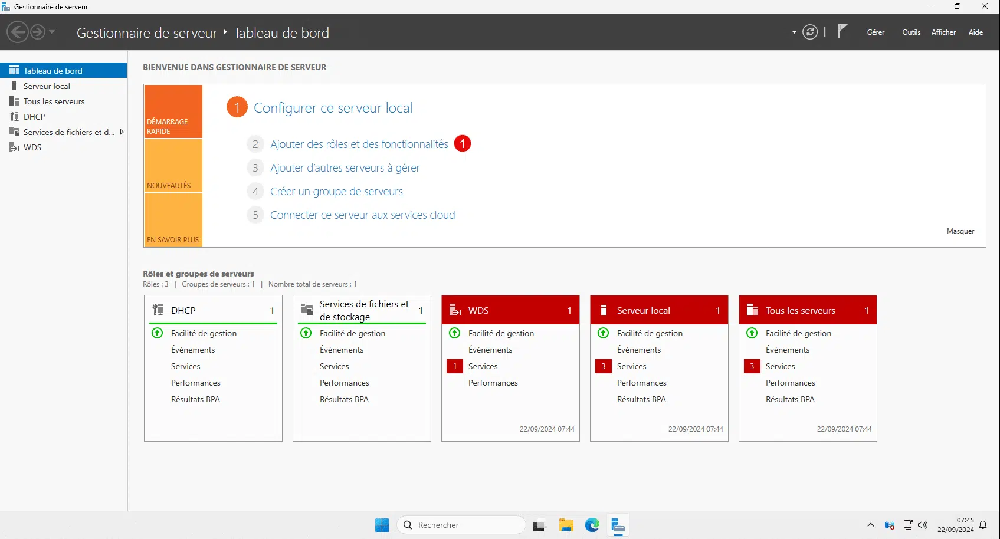 Gestionnaire de serveur
Gestionnaire de serveur ‣ Tableau de bord
Gérer Outils Afficher Aide
Tableau de bord
Serveur local
Tous les serveurs
DHCP
Services de fichiers et d...
WDS
BIENVENUE DANS GESTIONNAIRE DE SERVEUR
DÉMARRAGE
RAPIDE
NOUVEAUTÉS
EN SAVOIR PLUS
1 Configurer ce serveur local
2 Ajouter des rôles et des fonctionnalités 1
3 Ajouter d’autres serveurs à gérer
4 Créer un groupe de serveurs
5 Connecter ce serveur aux services cloud
Masquer
Rôles et groupes de serveurs
Rôles : 3 | Groupes de serveurs : 1 | Nombre total de serveurs : 1
DHCP 1
Facilité de gestion
Événements
Services
Performances
Résultats BPA
Services de fichiers et
de stockage 1
Facilité de gestion
Événements
Services
Performances
Résultats BPA
WDS 1
Facilité de gestion
Événements
1 Services
Performances
22/09/2024 07:44
Serveur local 1
Facilité de gestion
Événements
3 Services
Performances
Résultats BPA
22/09/2024 07:44
Tous les serveurs 1
Facilité de gestion
Événements
3 Services
Performances
Résultats BPA
22/09/2024 07:44
Rechercher
07:45
22/09/2024